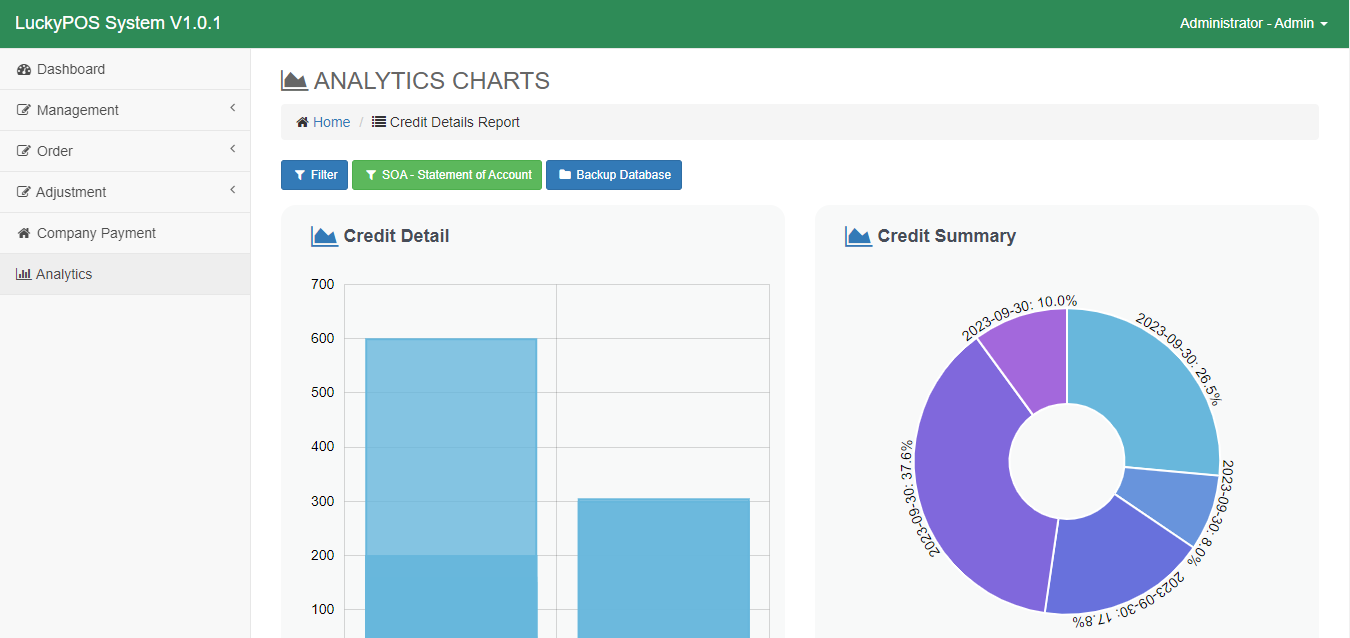 LuckyPOS System V1.0.1
Administrator - Admin
Dashboard
Management
Order
Adjustment
Company Payment
Analytics
ANALYTICS CHARTS
Home / Credit Details Report
Filter
SOA - Statement of Account
Backup Database
Credit Detail
700
600
500
400
300
200
100
Credit Summary
2023-09-30: 10.0%
2023-09-30: 26.5%
2023-09-30: 8.0%
2023-09-30: 17.8%
2023-09-30: 37.6%